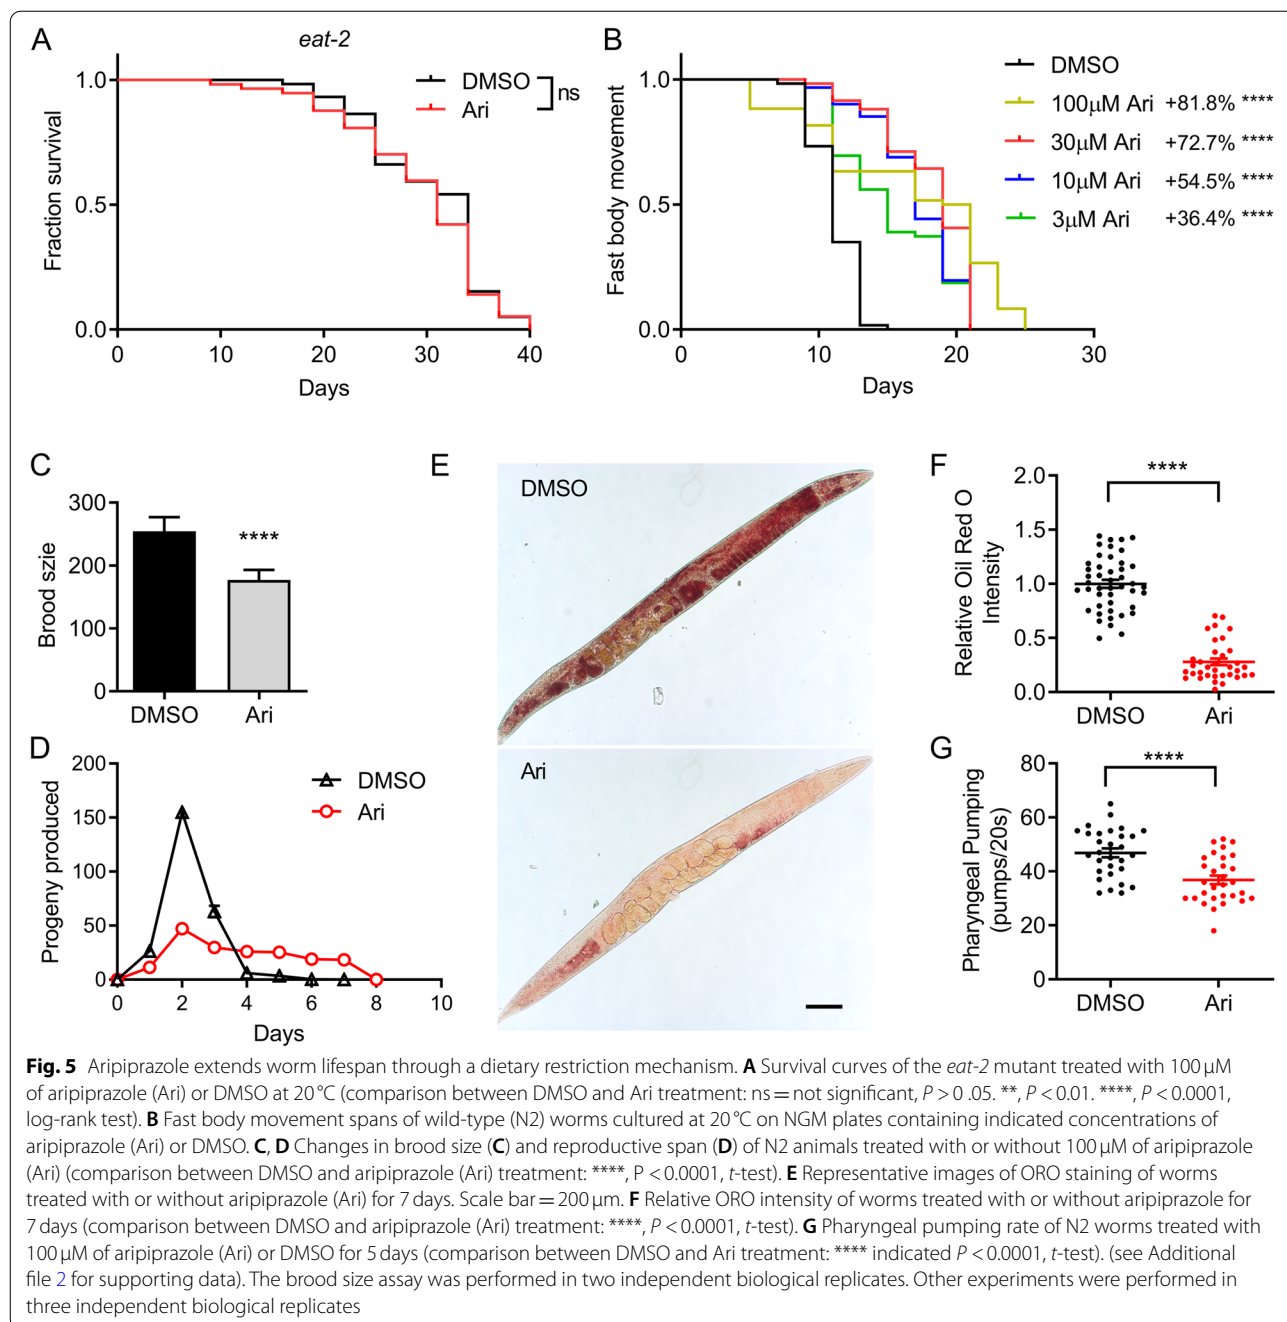 A
eat-2
DMSO
Ari
ns
Fraction survival
1.0
0.5
0.0
0 10 20 30 40
Days
B
DMSO
100μM Ari +81.8% ****
30μM Ari +72.7% ****
10μM Ari +54.5% ****
3μM Ari +36.4% ****
Fast body movement
1.0
0.5
0.0
0 10 20 30
Days
C
Brood szie
300
200
100
0
****
DMSO Ari
D
Progeny produced
200
150
100
50
0
DMSO
Ari
0 2 4 6 8 10
Days
E
DMSO
Ari
F
Relative Oil Red O
Intensity
2.0
1.5
1.0
0.5
0.0
****
DMSO Ari
G
Pharyngeal Pumping
(pumps/20s)
80
60
40
20
0
****
DMSO Ari
Fig. 5 Aripiprazole extends worm lifespan through a dietary restriction mechanism. A Survival curves of the eat-2 mutant treated with 100 μM
of aripiprazole (Ari) or DMSO at 20 °C (comparison between DMSO and Ari treatment: ns = not significant, P > 0 .05. **, P < 0.01. ****, P < 0.0001,
log-rank test). B Fast body movement spans of wild-type (N2) worms cultured at 20 °C on NGM plates containing indicated concentrations of
aripiprazole (Ari) or DMSO. C, D Changes in brood size (C) and reproductive span (D) of N2 animals treated with or without 100 μM of aripiprazole
(Ari) (comparison between DMSO and aripiprazole (Ari) treatment: ****, P < 0.0001, t-test). E Representative images of ORO staining of worms
treated with or without aripiprazole (Ari) for 7 days. Scale bar = 200 μm. F Relative ORO intensity of worms treated with or without aripiprazole for
7 days (comparison between DMSO and aripiprazole (Ari) treatment: ****, P < 0.0001, t-test). G Pharyngeal pumping rate of N2 worms treated with
100 μM of aripiprazole (Ari) or DMSO for 5 days (comparison between DMSO and Ari treatment: **** indicated P < 0.0001, t-test). (see Additional
file 2 for supporting data). The brood size assay was performed in two independent biological replicates. Other experiments were performed in
three independent biological replicates